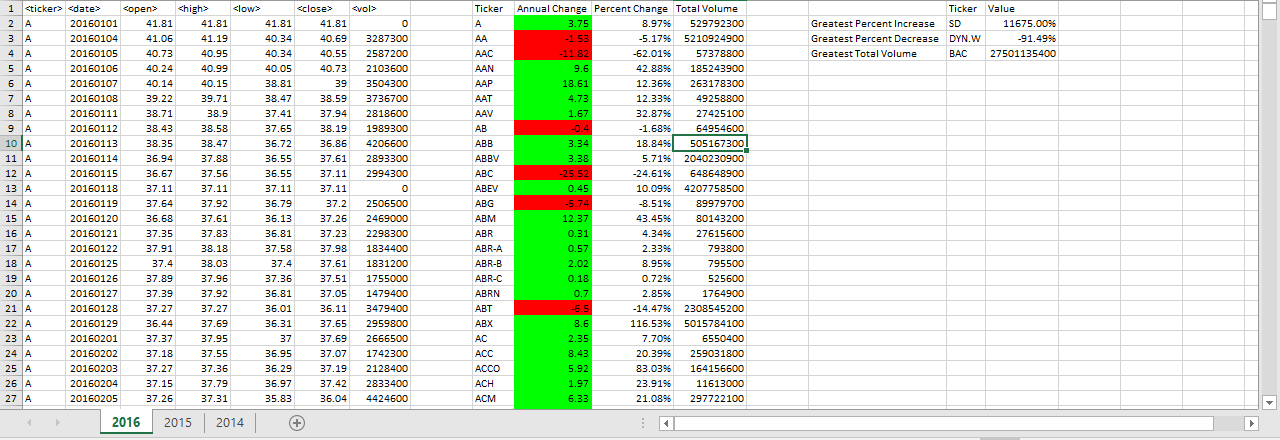 1 <ticker> <date> <open> <high> <low> <close> <vol> Ticker Annual Change Percent Change Total Volume Ticker Value
2 A 20160101 41.81 41.81 41.81 41.81 0 A 3.75 8.97% 529792300 Greatest Percent Increase SD 11675.00%
3 A 20160104 41.06 41.19 40.34 40.69 3287300 AA -1.53 -5.17% 5210924900 Greatest Percent Decrease DYN.W -91.49%
4 A 20160105 40.73 40.95 40.34 40.55 2587200 AAC -11.82 -62.01% 57378800 Greatest Total Volume BAC 27501135400
5 A 20160106 40.24 40.99 40.05 40.73 2103600 AAN 9.6 42.88% 185243900
6 A 20160107 40.14 40.15 38.81 39 3504300 AAP 18.61 12.36% 263178300
7 A 20160108 39.22 39.71 38.47 38.59 3736700 AAT 4.73 12.33% 49258800
8 A 20160111 38.71 38.9 37.41 37.94 2818600 AAV 1.67 32.87% 27425100
9 A 20160112 38.43 38.58 37.65 38.19 1989300 AB -0.4 -1.68% 64954600
10 A 20160113 38.35 38.47 36.72 36.86 4206600 ABB 3.34 18.84% 505167300
11 A 20160114 36.94 37.88 36.55 37.61 2893300 ABBV 3.38 5.71% 2040230900
12 A 20160115 36.67 37.56 36.55 37.11 2994300 ABC -25.52 -24.61% 648648900
13 A 20160118 37.11 37.11 37.11 37.11 0 ABEV 0.45 10.09% 4207758500
14 A 20160119 37.64 37.92 36.79 37.2 2506500 ABG -5.74 -8.51% 89979700
15 A 20160120 36.68 37.61 36.13 37.26 2469000 ABM 12.37 43.45% 80143200
16 A 20160121 37.35 37.83 36.81 37.23 2298300 ABR 0.31 4.34% 27615600
17 A 20160122 37.91 38.18 37.58 37.98 1834400 ABR-A 0.57 2.33% 793800
18 A 20160125 37.4 38.03 37.4 37.61 1831200 ABR-B 2.02 8.95% 795500
19 A 20160126 37.89 37.96 37.36 37.51 1755000 ABR-C 0.18 0.72% 525600
20 A 20160127 37.39 37.92 36.81 37.05 1479400 ABRN 0.7 2.85% 1764900
21 A 20160128 37.27 37.27 36.01 36.11 3479400 ABT -6.5 -14.47% 2308545200
22 A 20160129 36.44 37.69 36.31 37.65 2959800 ABX 8.6 116.53% 5015784100
23 A 20160201 37.37 37.95 37 37.69 2666500 AC 2.35 7.70% 6550400
24 A 20160202 37.18 37.55 36.95 37.07 1742300 ACC 8.43 20.39% 259031800
25 A 20160203 37.27 37.36 36.29 37.19 2128400 ACCO 5.92 83.03% 164156600
26 A 20160204 37.15 37.79 36.97 37.42 2833400 ACH 1.97 23.91% 11613000
27 A 20160205 37.26 37.31 35.83 36.04 4424600 ACM 6.33 21.08% 297722100
2016 2015 2014